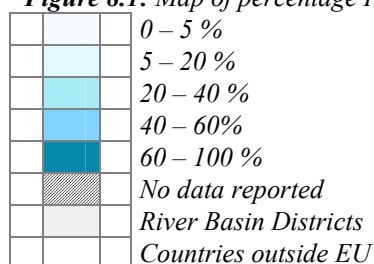 Figure 8.1: Map of percentage
0 – 5 %
5 – 20 %
20 – 40 %
40 – 60%
60 – 100 %
No data reported
River Basin Districts
Countries outside EU